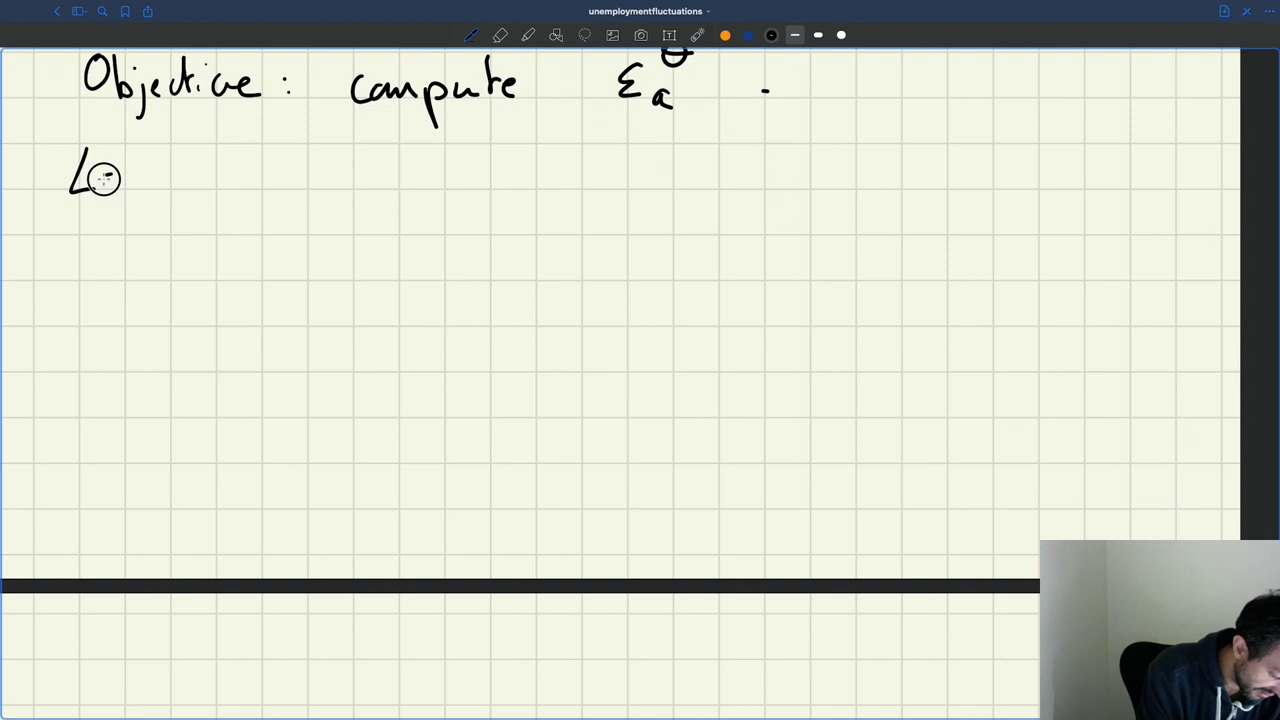 unemploymentfluctuations
Objective: compute ε_a^θ .
L